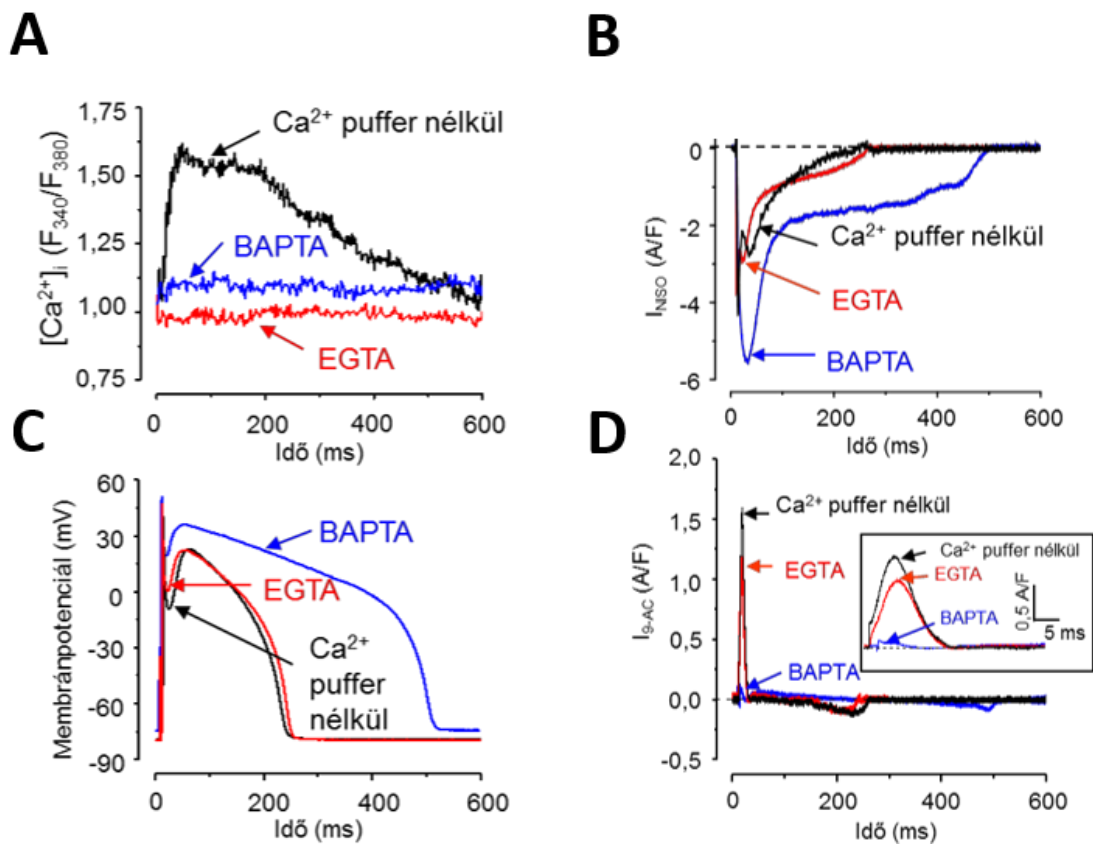 A
[Ca²⁺]ᵢ (F₃₄₀/F₃₈₀)
1,75
1,50
1,25
1,00
0,75
Ca²⁺ puffer nélkül
BAPTA
EGTA
0
200
400
600
Idő (ms)
B
I_NISO (A/F)
0
-2
-4
-6
Ca²⁺ puffer nélkül
EGTA
BAPTA
0
200
400
600
Idő (ms)
C
Membránpotenciál (mV)
60
30
0
-30
-60
-90
BAPTA
EGTA
Ca²⁺
puffer
nélkül
0
200
400
600
Idő (ms)
D
I₉₋AC (A/F)
2,0
1,5
1,0
0,5
0,0
-0,5
Ca²⁺ puffer nélkül
EGTA
BAPTA
Ca²⁺ puffer nélkül
EGTA
BAPTA
0,5 A/F
5 ms
0
200
400
600
Idő (ms)